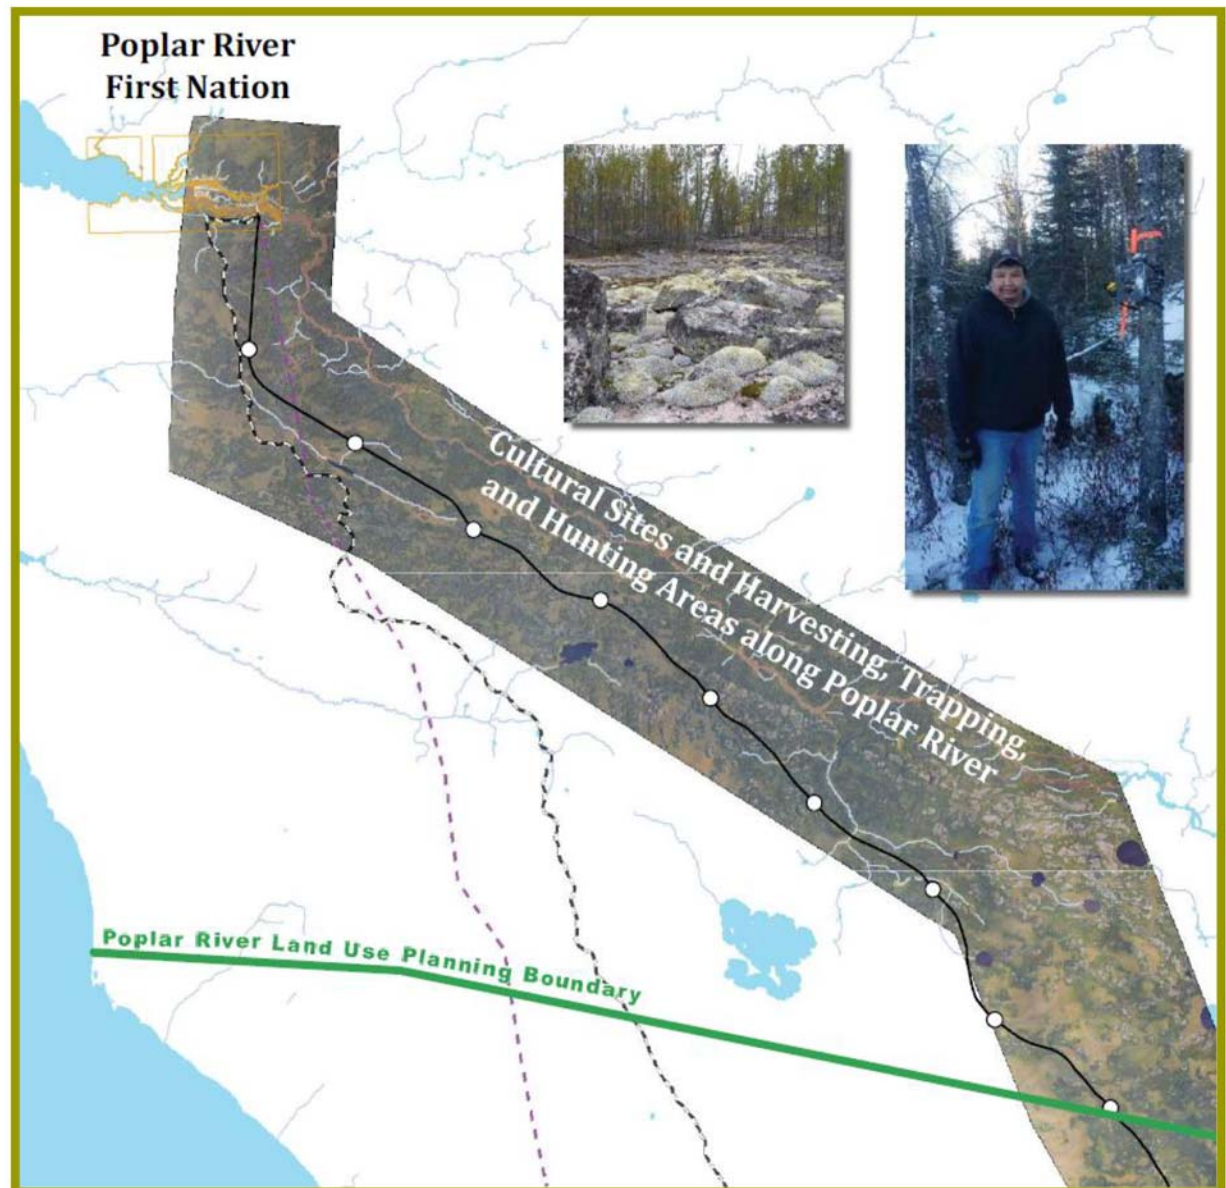 Poplar River
First Nation
Cultural Sites and Harvesting, Trapping,
and Hunting Areas along Poplar River
Poplar River Land Use Planning Boundary